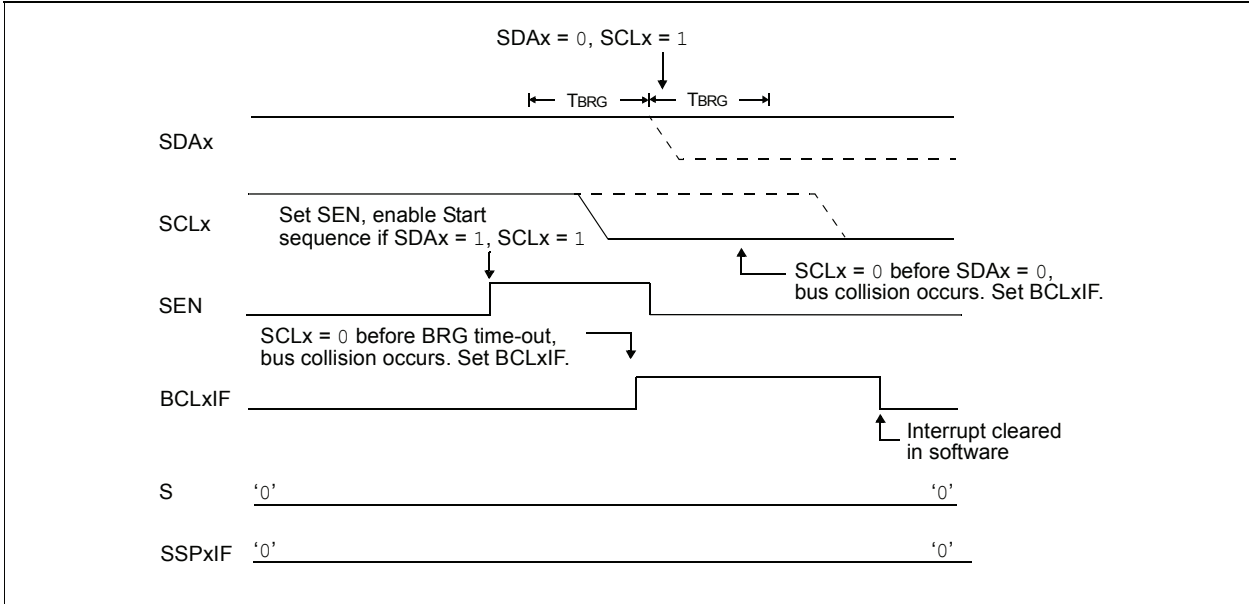 SDAx = 0, SCLx = 1
TBRG TBRG
SDAx
SCLx
Set SEN, enable Start
sequence if SDAx = 1, SCLx = 1
SCLx = 0 before SDAx = 0,
bus collision occurs. Set BCLxIF.
SEN
SCLx = 0 before BRG time-out,
bus collision occurs. Set BCLxIF.
BCLxIF
Interrupt cleared
in software
S ‘0’ ‘0’
SSPxIF ‘0’ ‘0’